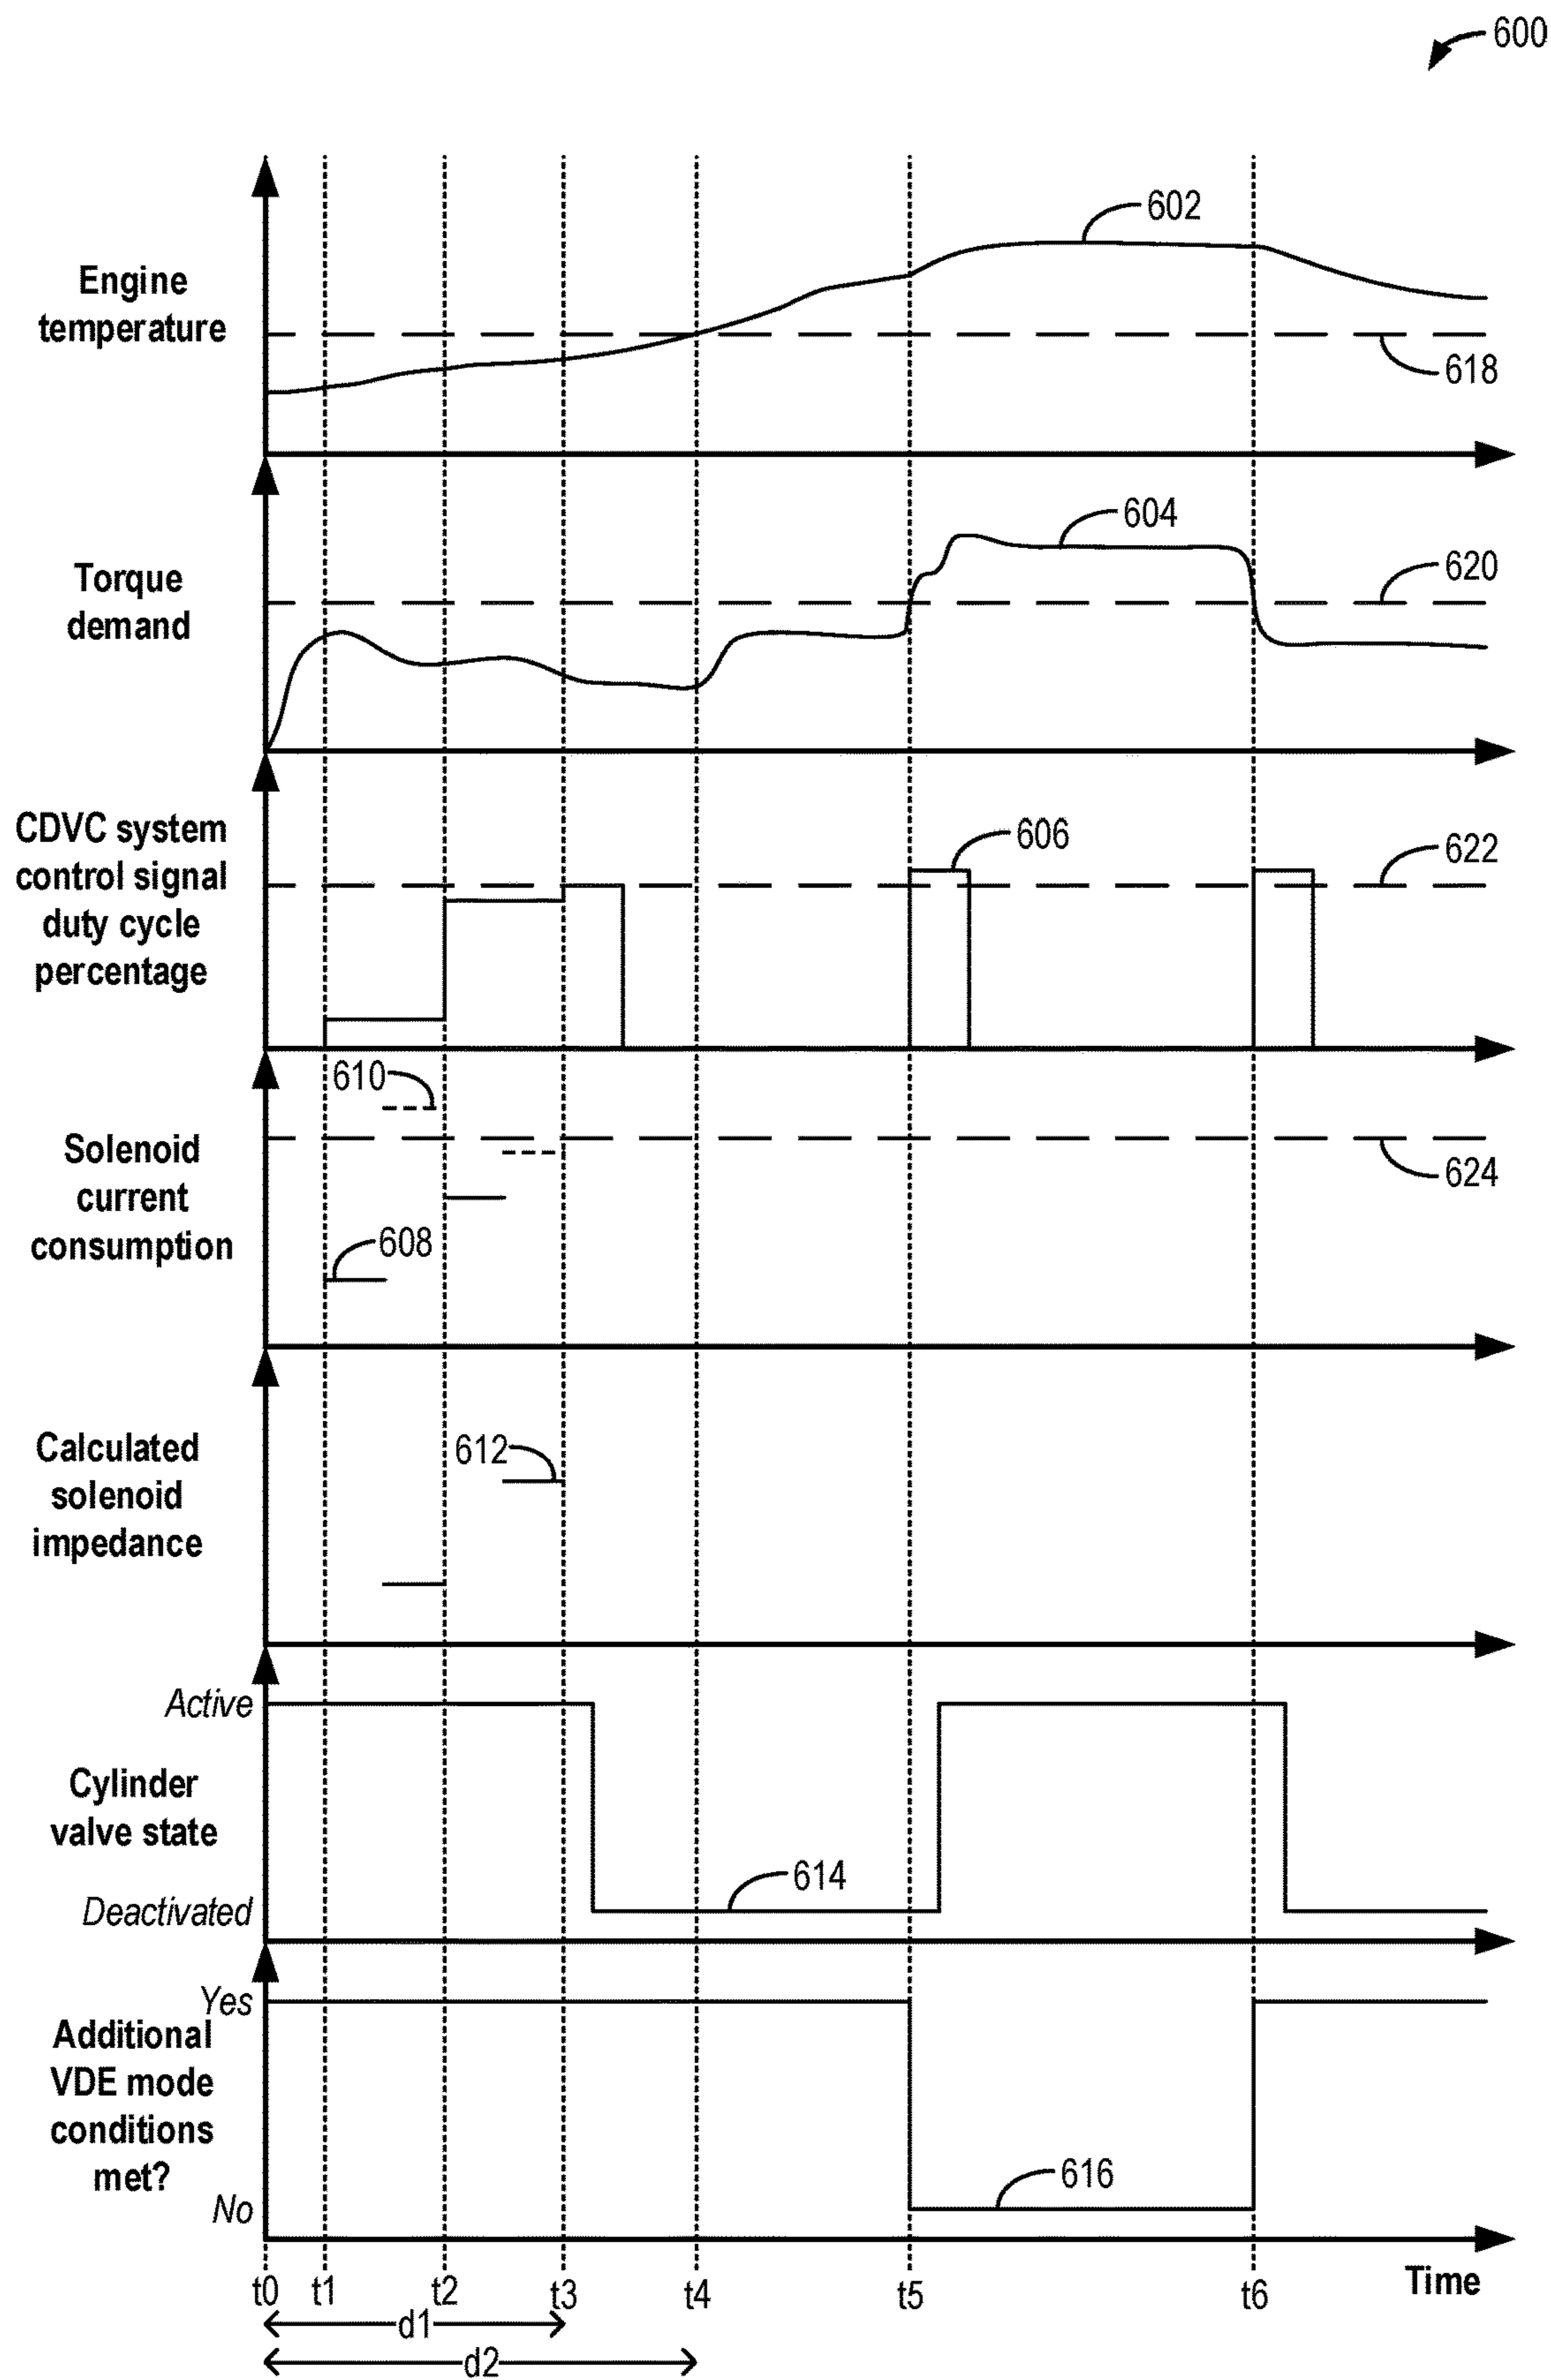 600
602
Engine
temperature
618
604
Torque
demand
620
CDVC system
control signal
duty cycle
percentage
606
622
610
Solenoid
current
consumption
608
624
Calculated
solenoid
impedance
612
Active
Cylinder
valve state
614
Deactivated
Yes
Additional
VDE mode
conditions
met?
616
No
t0 t1 t2 t3 t4 t5 t6 Time
d1
d2